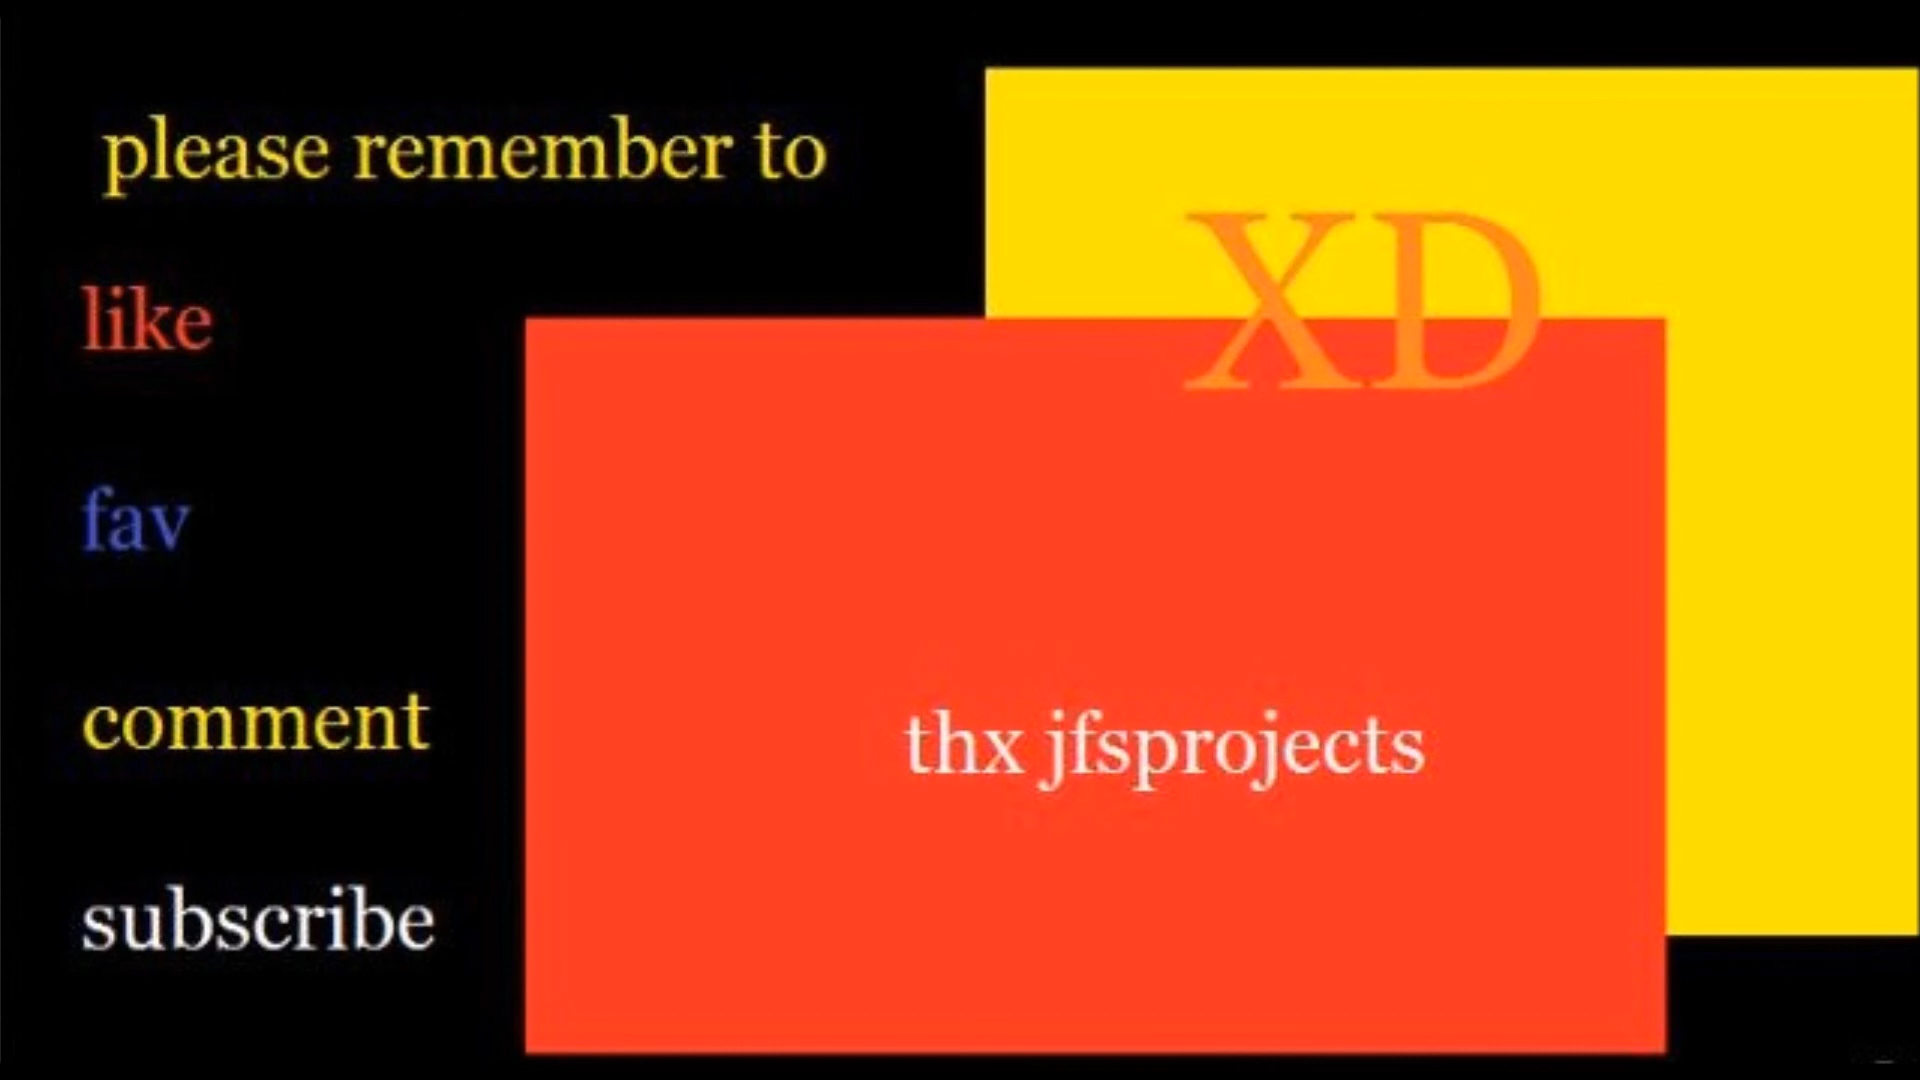 please remember to
XD
like
fav
comment
thx jfsprojects
subscribe